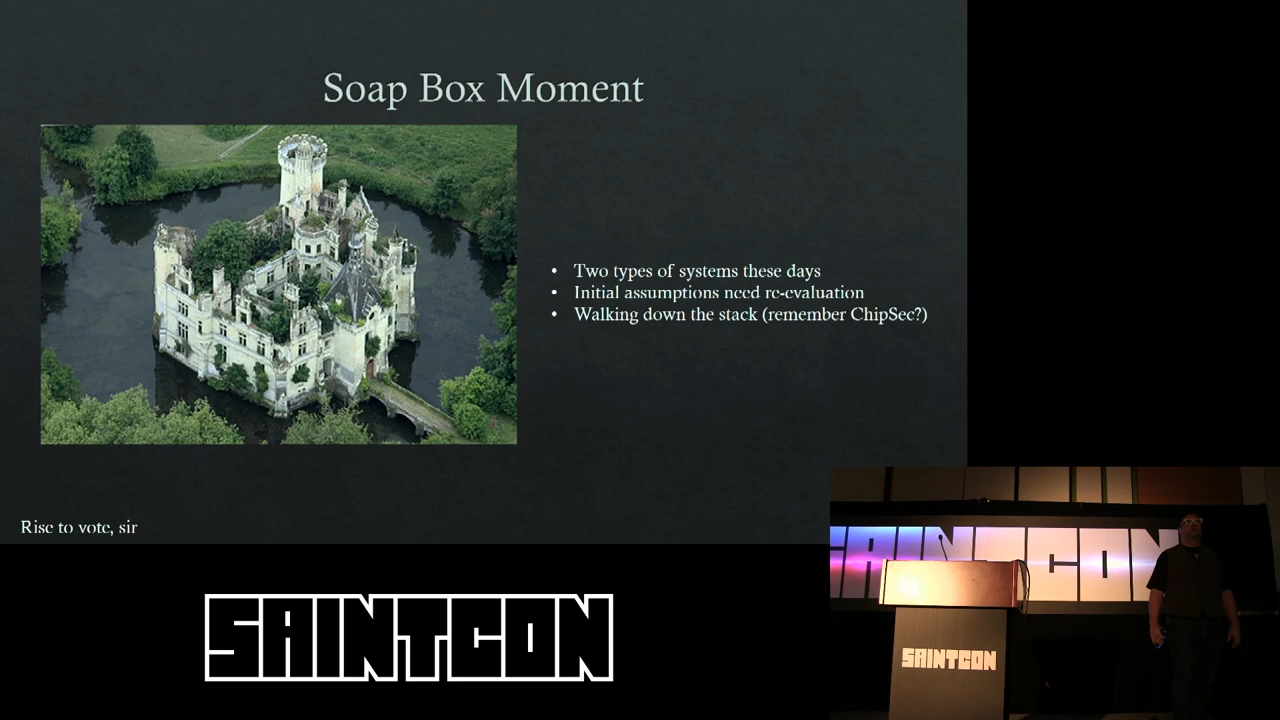 Soap Box Moment
• Two types of systems these days
• Initial assumptions need re-evaluation
• Walking down the stack (remember ChipSec?)
Rise to vote, sir
SAINTCON
SAINTCON
SAINTCON